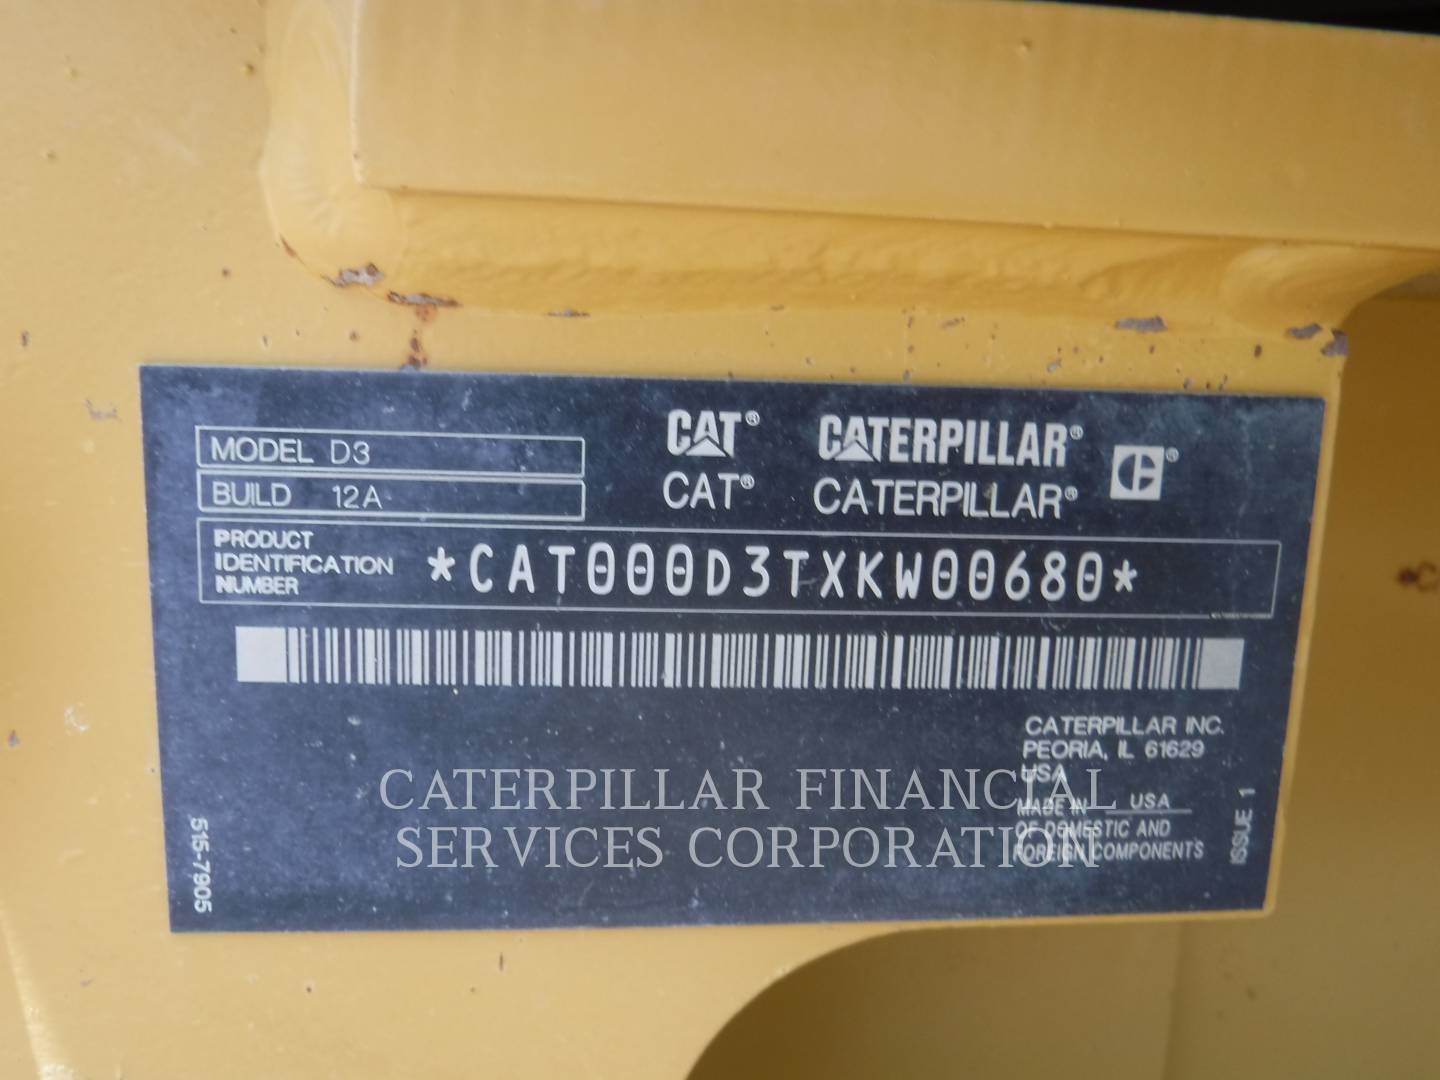 MODEL D3
BUILD 12A
CAT® CATERPILLAR® ®
CAT® CATERPILLAR®
PRODUCT
IDENTIFICATION
NUMBER
*CAT000D3TXKW00680*
CATERPILLAR INC.
PEORIA, IL 61629
USA
MADE IN USA
OF DOMESTIC AND
FOREIGN COMPONENTS
515-7905
ISSUE 1
CATERPILLAR FINANCIAL
SERVICES CORPORATION